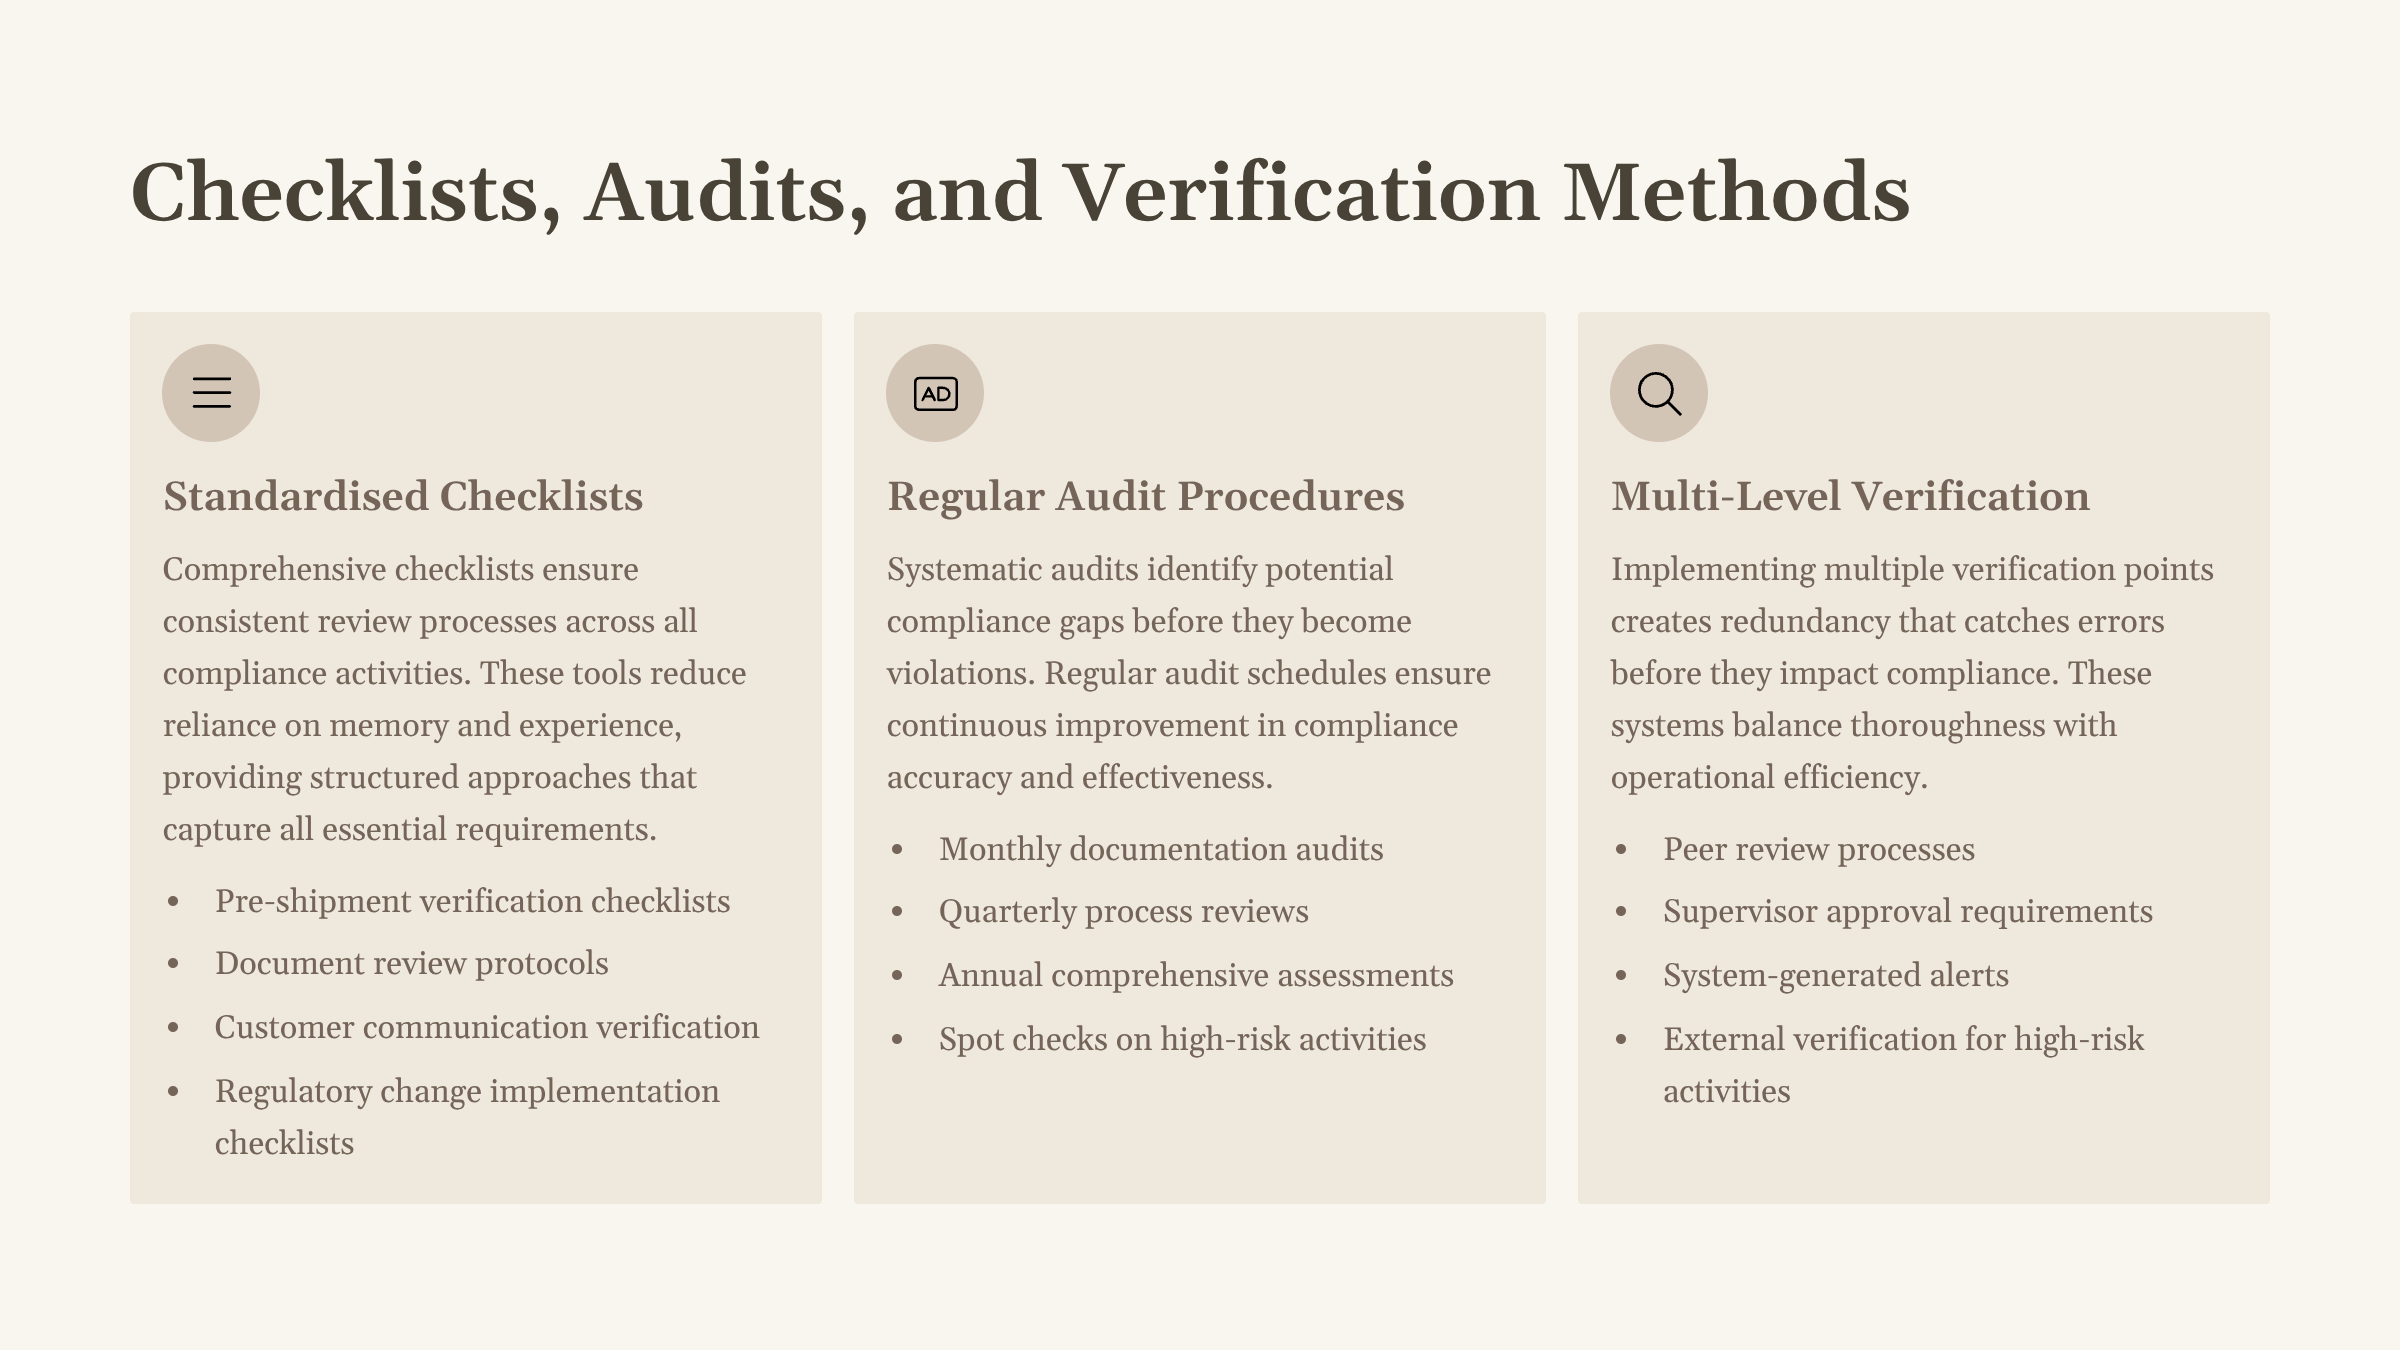 Checklists, Audits, and Verification Methods
Standardised Checklists
Comprehensive checklists ensure
consistent review processes across all
compliance activities. These tools reduce
reliance on memory and experience,
providing structured approaches that
capture all essential requirements.
• Pre-shipment verification checklists
• Document review protocols
• Customer communication verification
• Regulatory change implementation
checklists
AD
Regular Audit Procedures
Systematic audits identify potential
compliance gaps before they become
violations. Regular audit schedules ensure
continuous improvement in compliance
accuracy and effectiveness.
• Monthly documentation audits
• Quarterly process reviews
• Annual comprehensive assessments
• Spot checks on high-risk activities
Multi-Level Verification
Implementing multiple verification points
creates redundancy that catches errors
before they impact compliance. These
systems balance thoroughness with
operational efficiency.
• Peer review processes
• Supervisor approval requirements
• System-generated alerts
• External verification for high-risk
activities